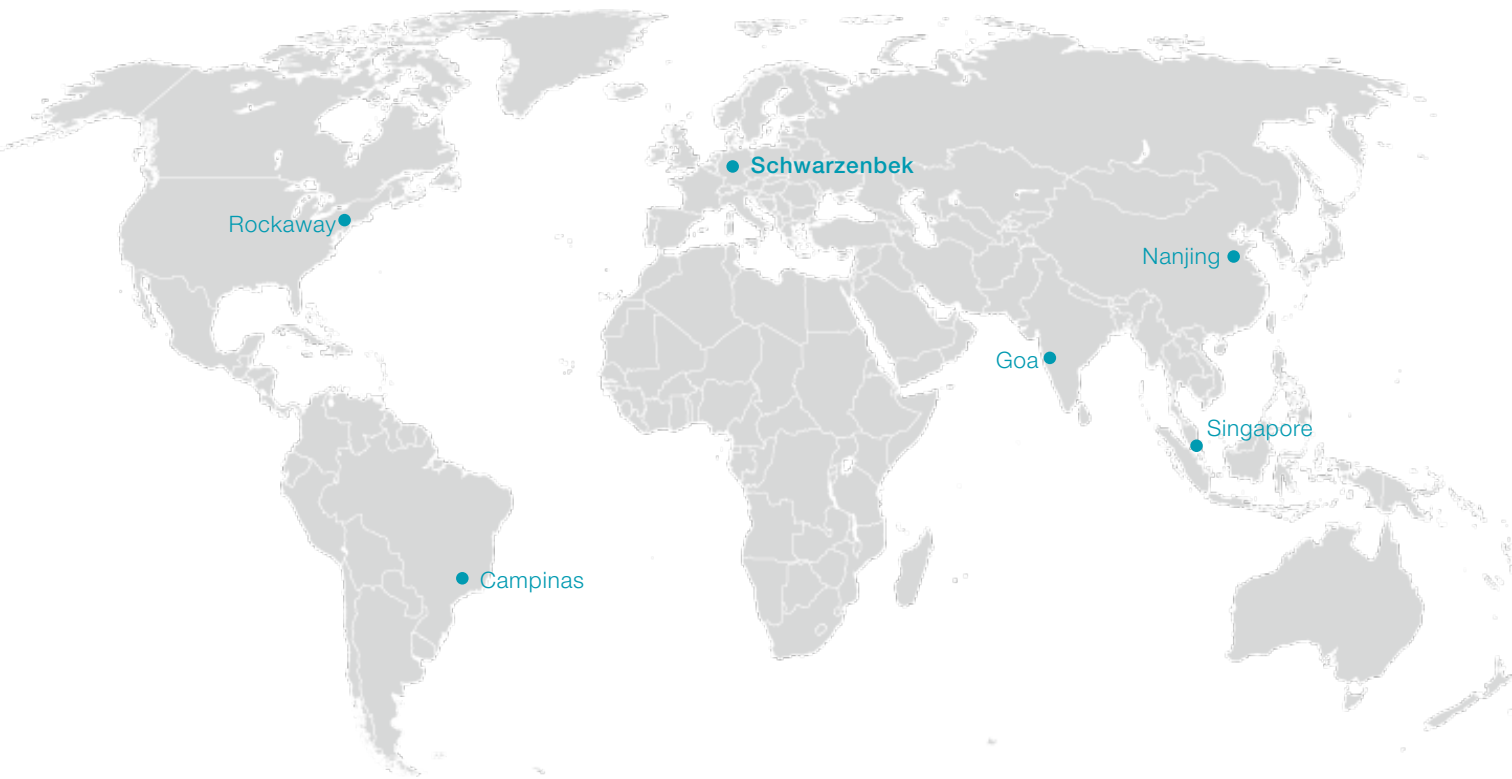 Schwarzenbek
Rockaway
Nanjing
Goa
Singapore
Campinas